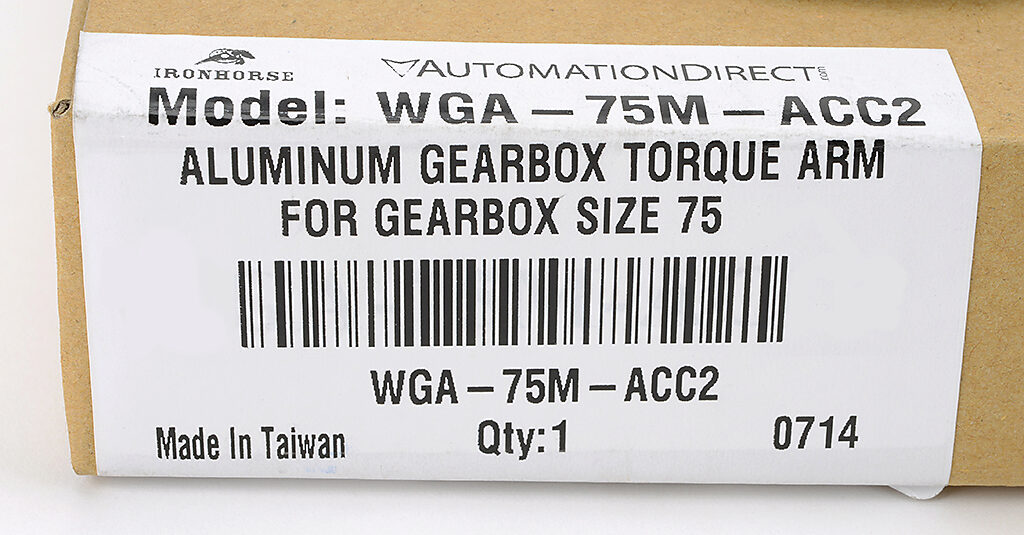 IRONHORSE
AUTOMATIONDIRECT.com
Model: WGA-75M-ACC2
ALUMINUM GEARBOX TORQUE ARM
FOR GEARBOX SIZE 75
WGA-75M-ACC2
Made In Taiwan Qty:1 0714